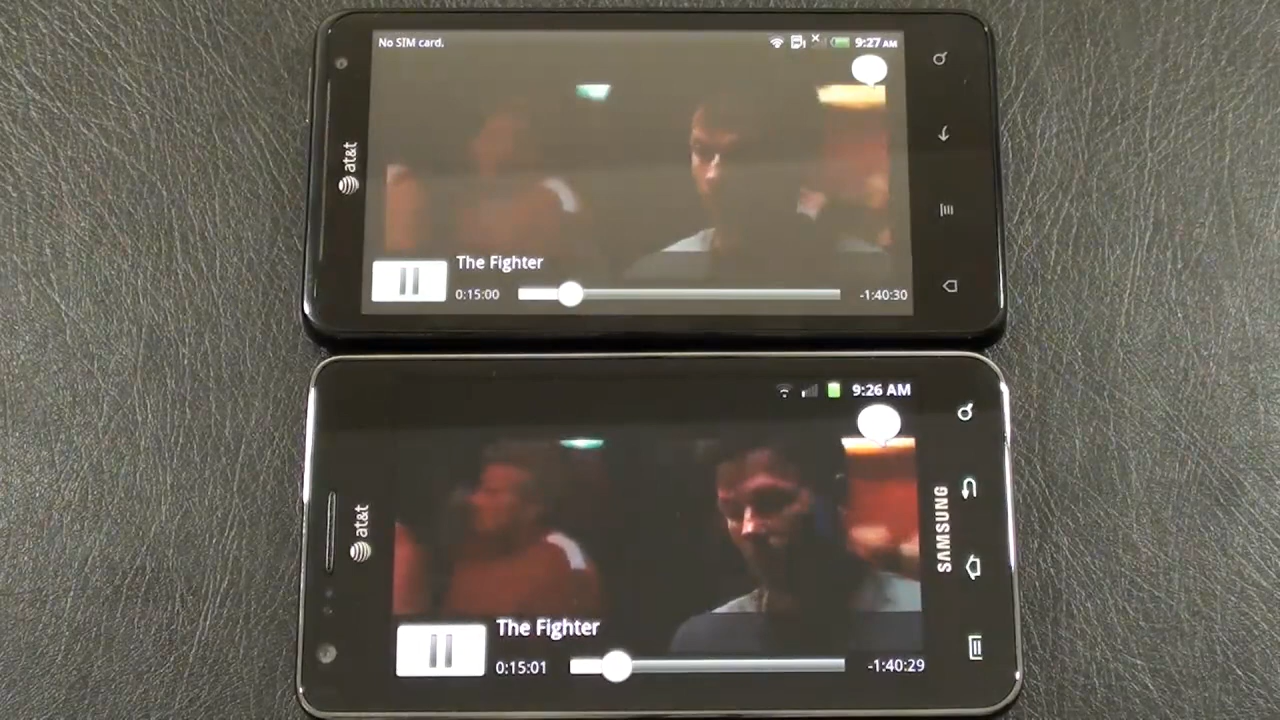 No SIM card.
9:27 AM
at&t
The Fighter
0:15:00
-1:40:30
9:26 AM
at&t
SAMSUNG
The Fighter
0:15:01
-1:40:29